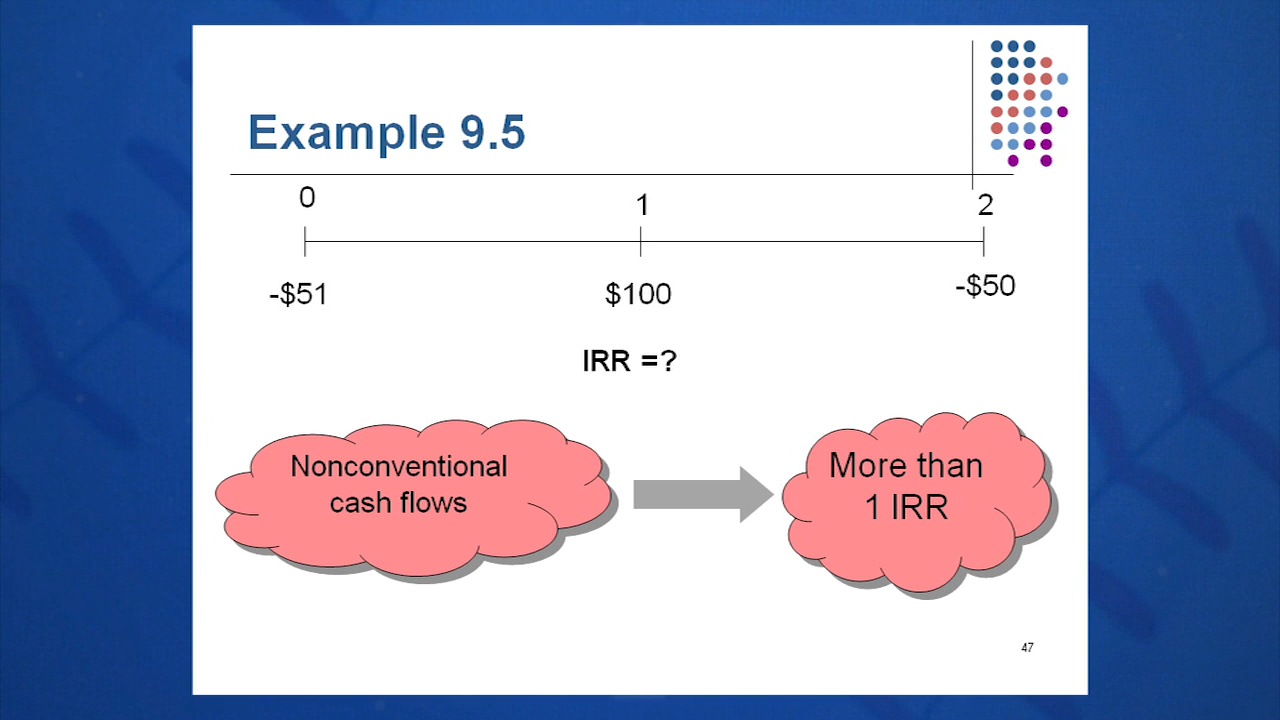 Example 9.5
0
1
2
-$51
$100
-$50
IRR =?
Nonconventional
cash flows
More than
1 IRR
47